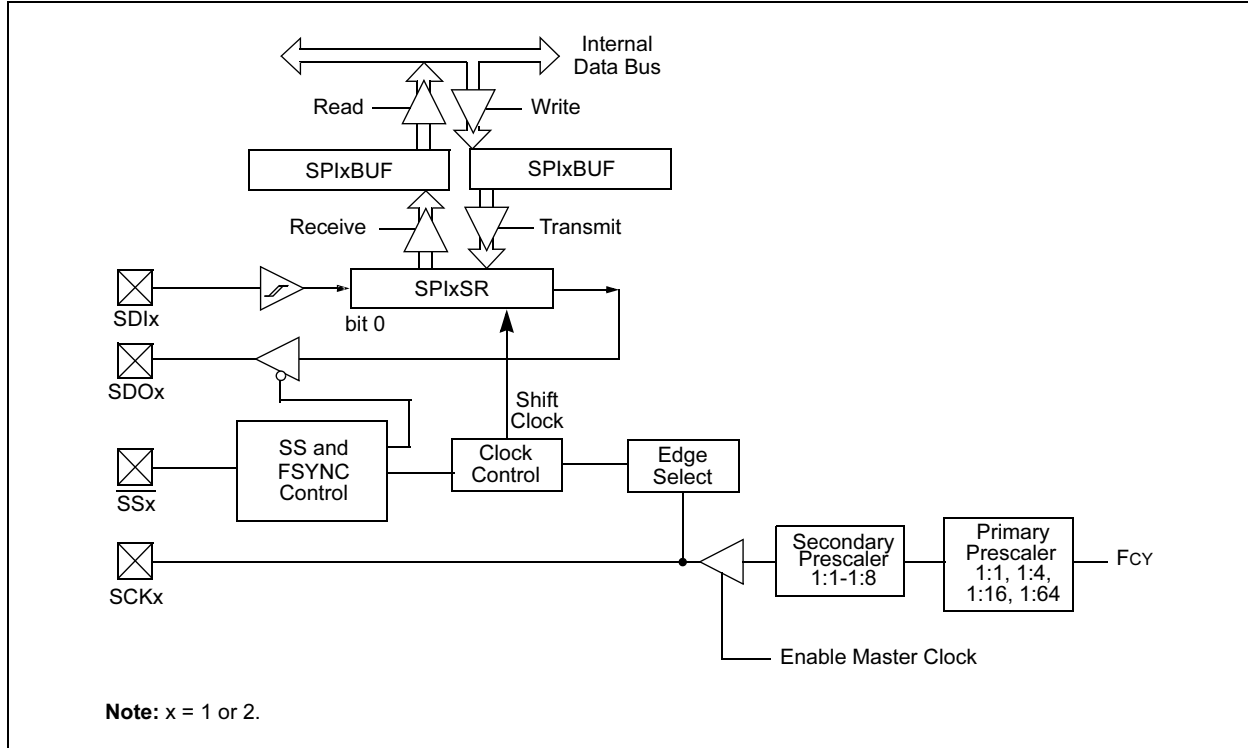 Internal
Data Bus
Read
Write
SPIxBUF
SPIxBUF
Receive
Transmit
SDIx
SPIxSR
bit 0
SDOx
Shift
Clock
SSx
SS and
FSYNC
Control
Clock
Control
Edge
Select
SCKx
Secondary
Prescaler
1:1-1:8
Primary
Prescaler
1:1, 1:4,
1:16, 1:64
FCY
Enable Master Clock
Note: x = 1 or 2.